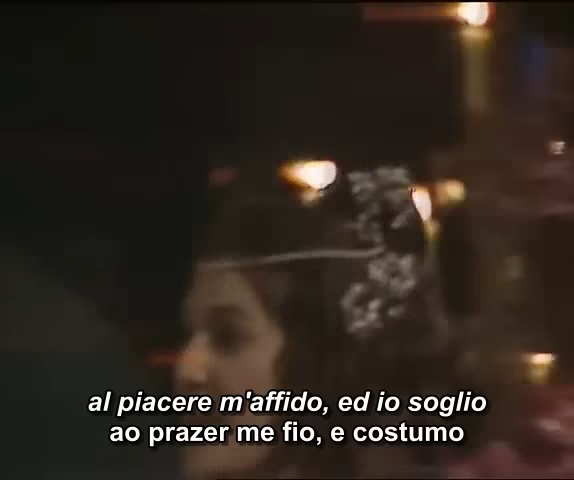 al piacere m'affido, ed io soglio
ao prazer me fio, e costumo